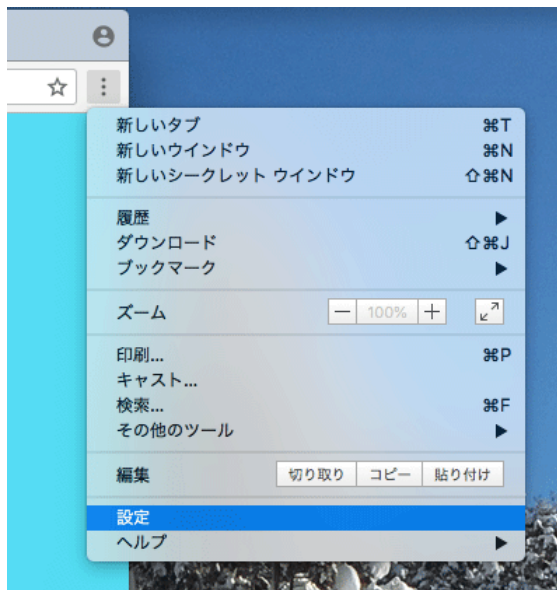 新しいタブ ⌘T
新しいウインドウ ⌘N
新しいシークレット ウインドウ ⇧⌘N
履歴 ▶
ダウンロード ⇧⌘J
ブックマーク ▶
ズーム − 100% +
印刷... ⌘P
キャスト...
検索... ⌘F
その他のツール ▶
編集 切り取り コピー 貼り付け
設定
ヘルプ ▶